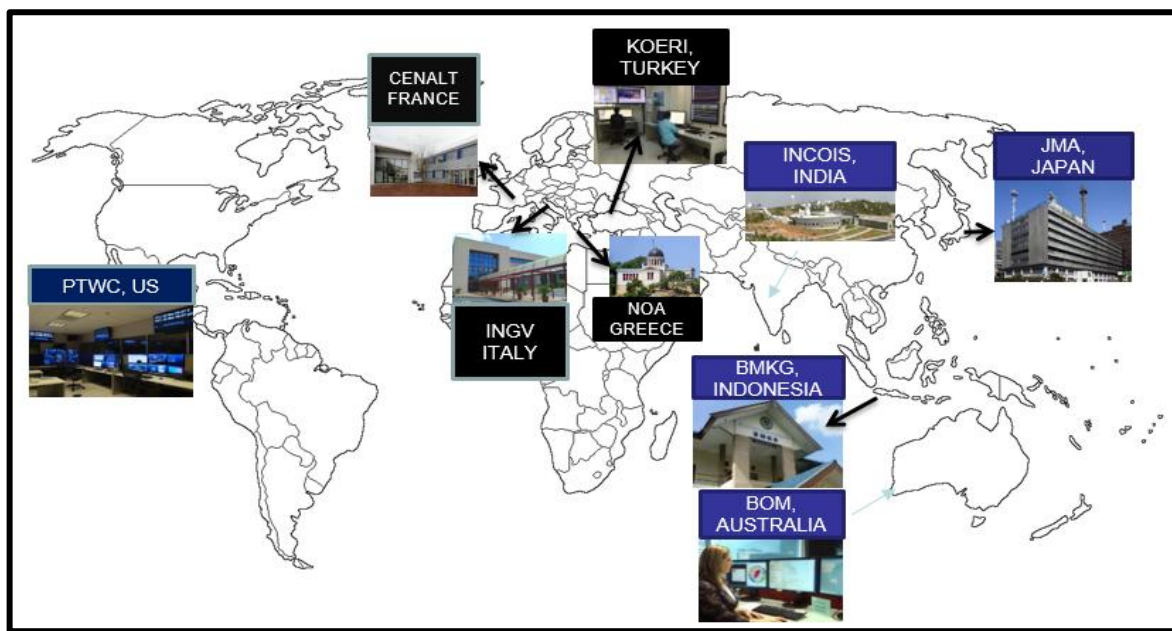 KOERI,
TURKEY
CENALT
FRANCE
INCOIS,
INDIA
JMA,
JAPAN
PTWC, US
INGV
ITALY
NOA
GREECE
BMKG,
INDONESIA
BOM,
AUSTRALIA